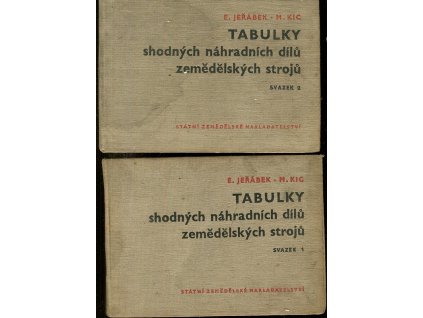 E. JEŘÁBEK - M. KIC
TABULKY
shodných náhradních dílů
zemědělských strojů
SVAZEK 2
STÁTNÍ ZEMĚDĚLSKÉ NAKLADATELSTVÍ
E. JEŘÁBEK - M. KIC
TABULKY
shodných náhradních dílů
zemědělských strojů
SVAZEK 1
STÁTNÍ ZEMĚDĚLSKÉ NAKLADATELSTVÍ